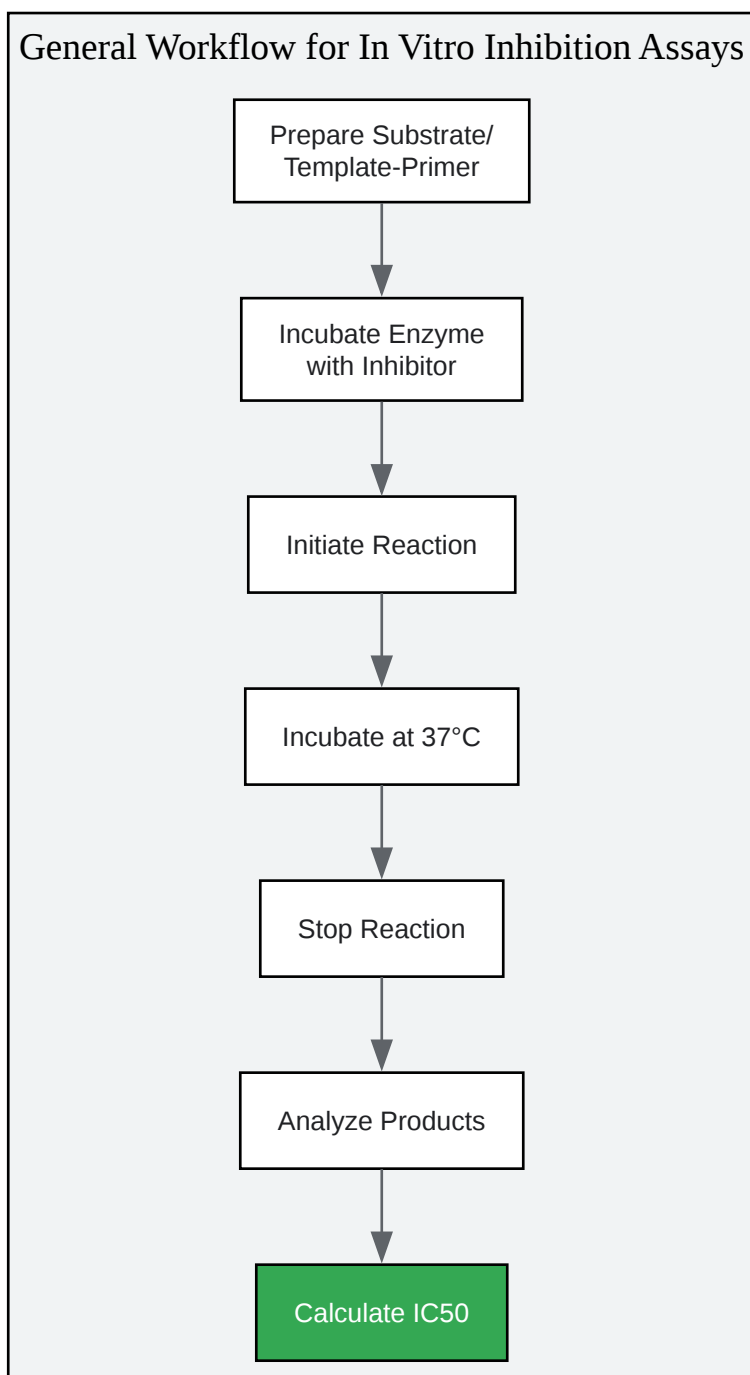 General Workflow for In Vitro Inhibition Assays
Prepare Substrate/
Template-Primer
Incubate Enzyme
with Inhibitor
Initiate Reaction
Incubate at 37°C
Stop Reaction
Analyze Products
Calculate IC50